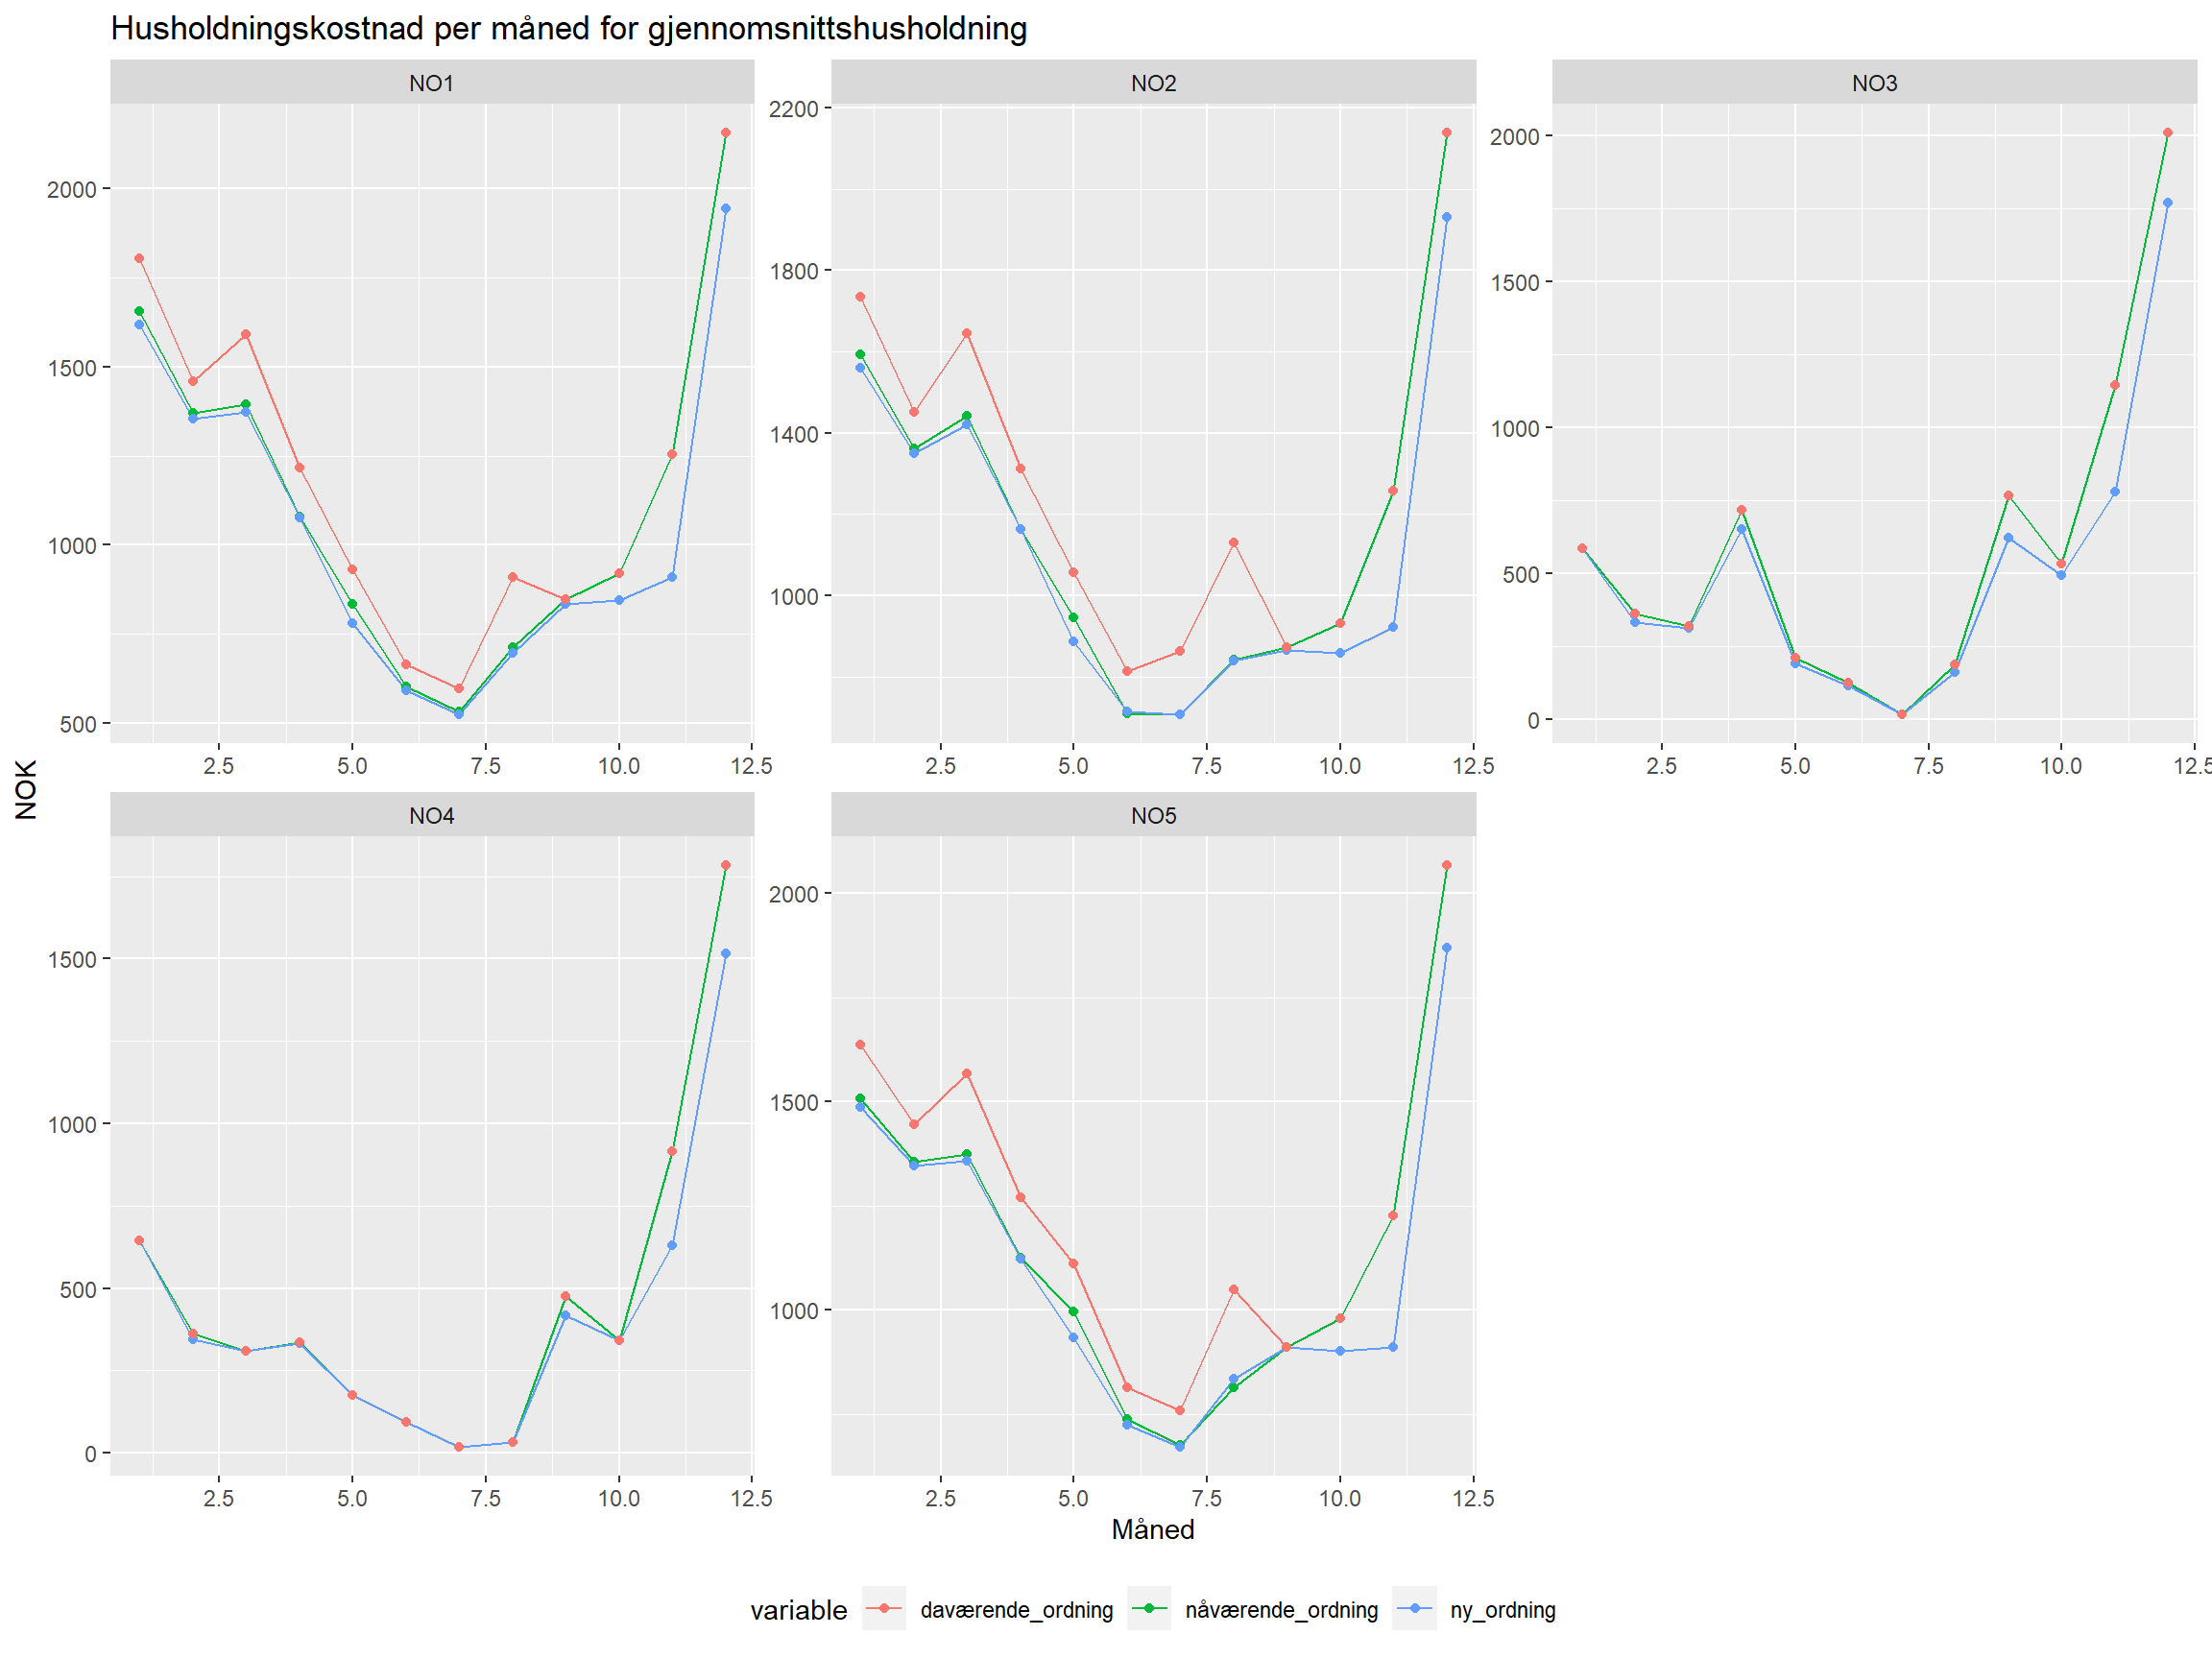 Husholdningskostnad per måned for gjennomsnittshusholdning
NO1
NO2
NO3
2000
1500
1000
500
2200
1800
1400
1000
2000
1500
1000
500
0
2.5 5.0 7.5 10.0 12.5
2.5 5.0 7.5 10.0 12.5
2.5 5.0 7.5 10.0 12.5
NOK
NO4
NO5
1500
1000
500
0
2000
1500
1000
2.5 5.0 7.5 10.0 12.5
2.5 5.0 7.5 10.0 12.5
Måned
variable daværende_ordning nåværende_ordning ny_ordning